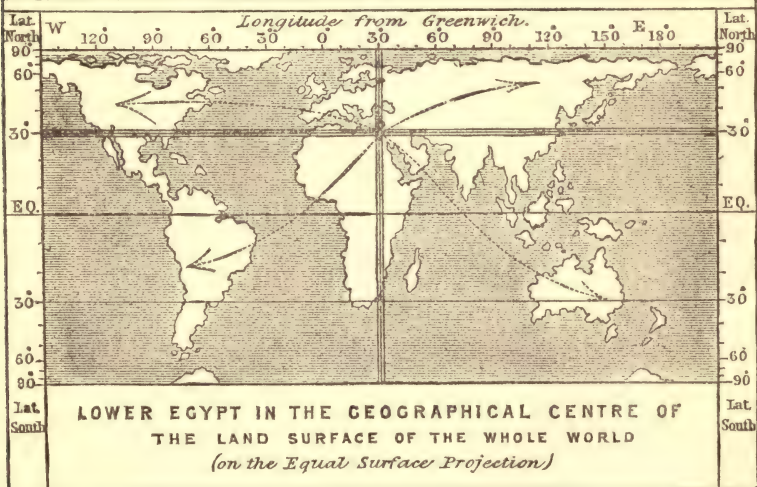 Lat. North W Longitude from Greenwich. E Lat. North
120° 90° 60° 30° 0 30° 60° 90° 120° 150° 180°
90° 90
60° 60°
30° 30°
EQ. EQ.
30° 30°
60° 60
90 90
Lat. South Lat. South
LOWER EGYPT IN THE GEOGRAPHICAL CENTRE OF
THE LAND SURFACE OF THE WHOLE WORLD
(on the Equal Surface Projection)